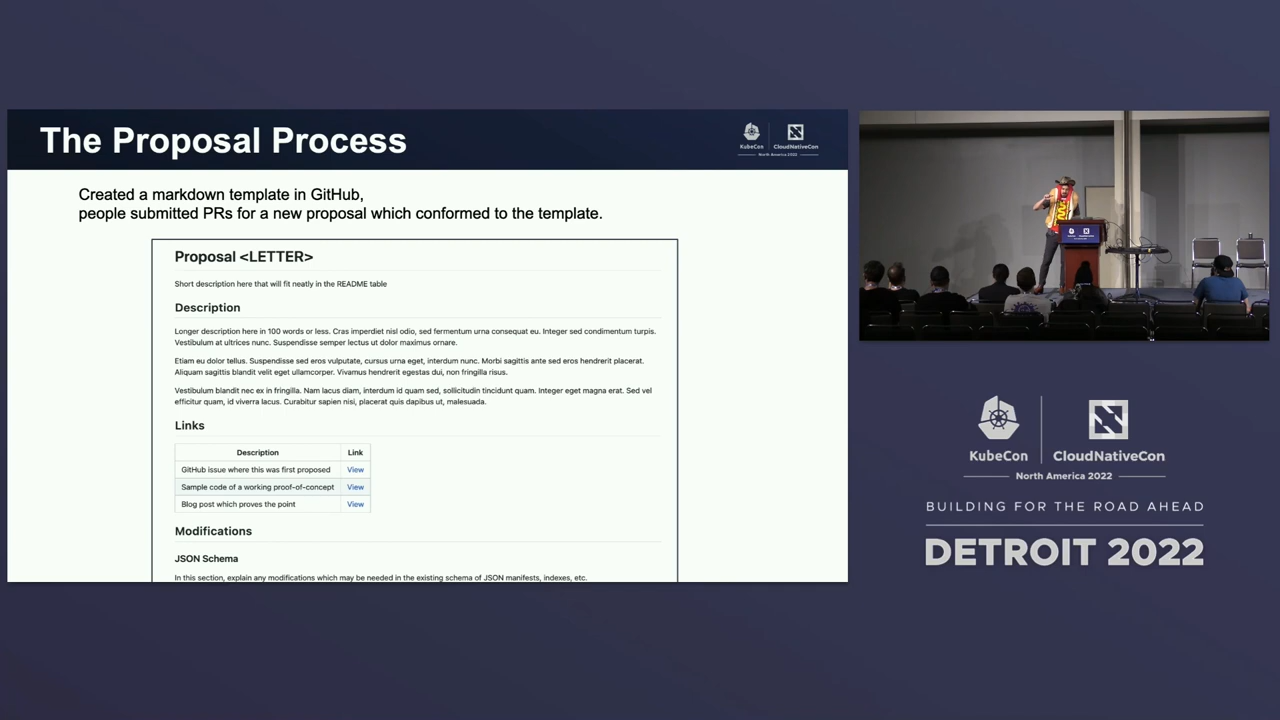 The Proposal Process
KubeCon
CloudNativeCon
North America 2022
Created a markdown template in GitHub,
people submitted PRs for a new proposal which conformed to the template.
Proposal <LETTER>
Short description here that will fit neatly in the README table
Description
Longer description here in 100 words or less. Cras imperdiet nisl odio, sed fermentum urna consequat eu. Integer sed condimentum turpis.
Vestibulum at ultrices nunc. Suspendisse semper lectus ut dolor maximus ornare.
Etiam eu dolor tellus. Suspendisse sed eros vulputate, cursus urna eget, interdum nunc. Morbi sagittis ante sed eros hendrerit placerat.
Aliquam sagittis blandit velit eget ullamcorper. Vivamus hendrerit egestas dui, non fringilla risus.
Vestibulum blandit nec ex in fringilla. Nam lacus diam, interdum id quam sed, sollicitudin tincidunt quam. Integer eget magna erat. Sed vel
efficitur quam, id viverra lacus. Curabitur sapien nisi, placerat quis dapibus ut, malesuada.
Links
Description Link
GitHub issue where this was first proposed View
Sample code of a working proof-of-concept View
Blog post which proves the point View
Modifications
JSON Schema
In this section, explain any modifications which may be needed in the existing schema of JSON manifests, indexes, etc.
KubeCon
CloudNativeCon
North America 2022
BUILDING FOR THE ROAD AHEAD
DETROIT 2022